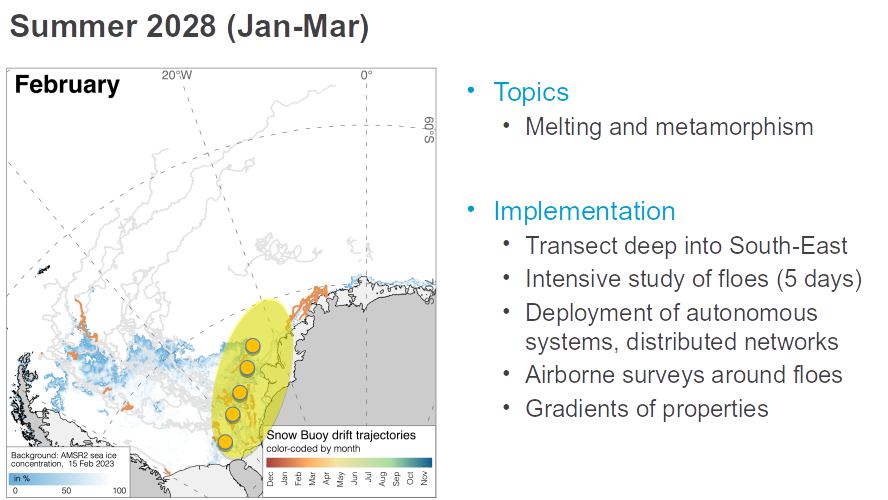 Summer 2028 (Jan-Mar)
February
20°W
0°
60°S
Topics
Melting and metamorphism
Implementation
Transect deep into South-East
Intensive study of floes (5 days)
Deployment of autonomous
systems, distributed networks
Airborne surveys around floes
Gradients of properties
Snow Buoy drift trajectories
color-coded by month
Dec Jan Feb Mar Apr May Jun Jul Aug Sep Oct Nov
Background: AMSR2 sea ice
concentration, 15 Feb 2023
in %
0 50 100